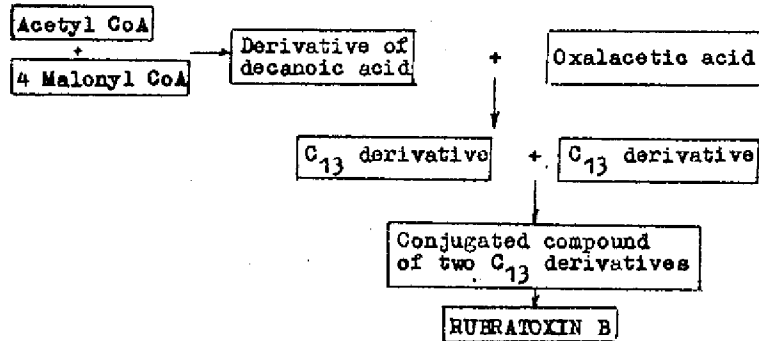 Acetyl CoA
+
4 Malonyl CoA
Derivative of
decanoic acid
+
Oxalacetic acid
C13 derivative
+
C13 derivative
Conjugated compound
of two C13 derivatives
RUBRATOXIN B